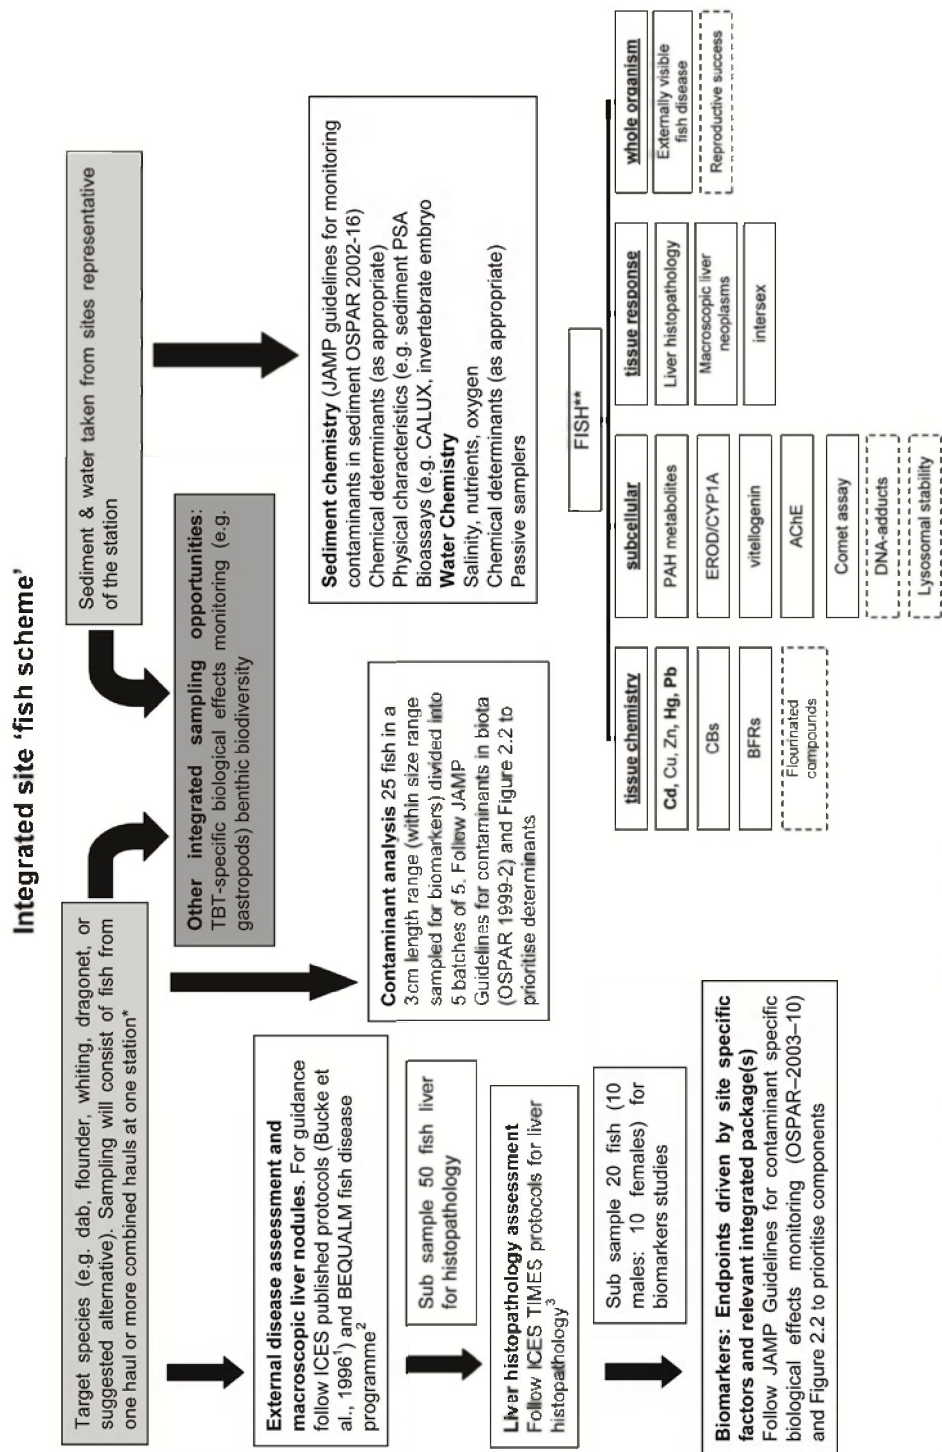 Integrated site 'fish scheme'
Target species (e.g. dab, flounder, whiting, dragonet, or
suggested alternative). Sampling will consist of fish from
one haul or more combined hauls at one station*
Sediment & water taken from sites representative
of the station
Other integrated sampling opportunities:
TBT-specific biological effects monitoring (e.g.
gastropods) benthic biodiversity
External disease assessment and
macroscopic liver nodules. For guidance
follow ICES published protocols (Bucke et
al., 1996¹) and BEQUALM fish disease
programme²
Sub sample 50 fish liver
for histopathology
Liver histopathology assessment
Follow ICES TIMES protocols for liver
histopathology³
Sub sample 20 fish (10
males: 10 females) for
biomarkers studies
Biomarkers: Endpoints driven by site specific
factors and relevant integrated package(s)
Follow JAMP Guidelines for contaminant specific
biological effects monitoring (OSPAR–2003–10)
and Figure 2.2 to prioritise components
Contaminant analysis 25 fish in a
3cm length range (within size range
sampled for biomarkers) divided into
5 batches of 5. Follow JAMP
Guidelines for contaminants in biota
(OSPAR 1999-2) and Figure 2.2 to
prioritise determinants
Sediment chemistry (JAMP guidelines for monitoring
contaminants in sediment OSPAR 2002-16)
Chemical determinants (as appropriate)
Physical characteristics (e.g. sediment PSA
Bioassays (e.g. CALUX, invertebrate embryo
Water Chemistry
Salinity, nutrients, oxygen
Chemical determinants (as appropriate)
Passive samplers
FISH**
tissue chemistry
Cd, Cu, Zn, Hg, Pb
CBs
BFRs
Flourinated
compounds
subcellular
PAH metabolites
EROD/CYP1A
vitellogenin
AChE
Comet assay
DNA-adducts
Lysosomal stability
tissue response
Liver histopathology
Macroscopic liver
neoplasms
intersex
whole organism
Externally visible
fish disease
Reproductive success